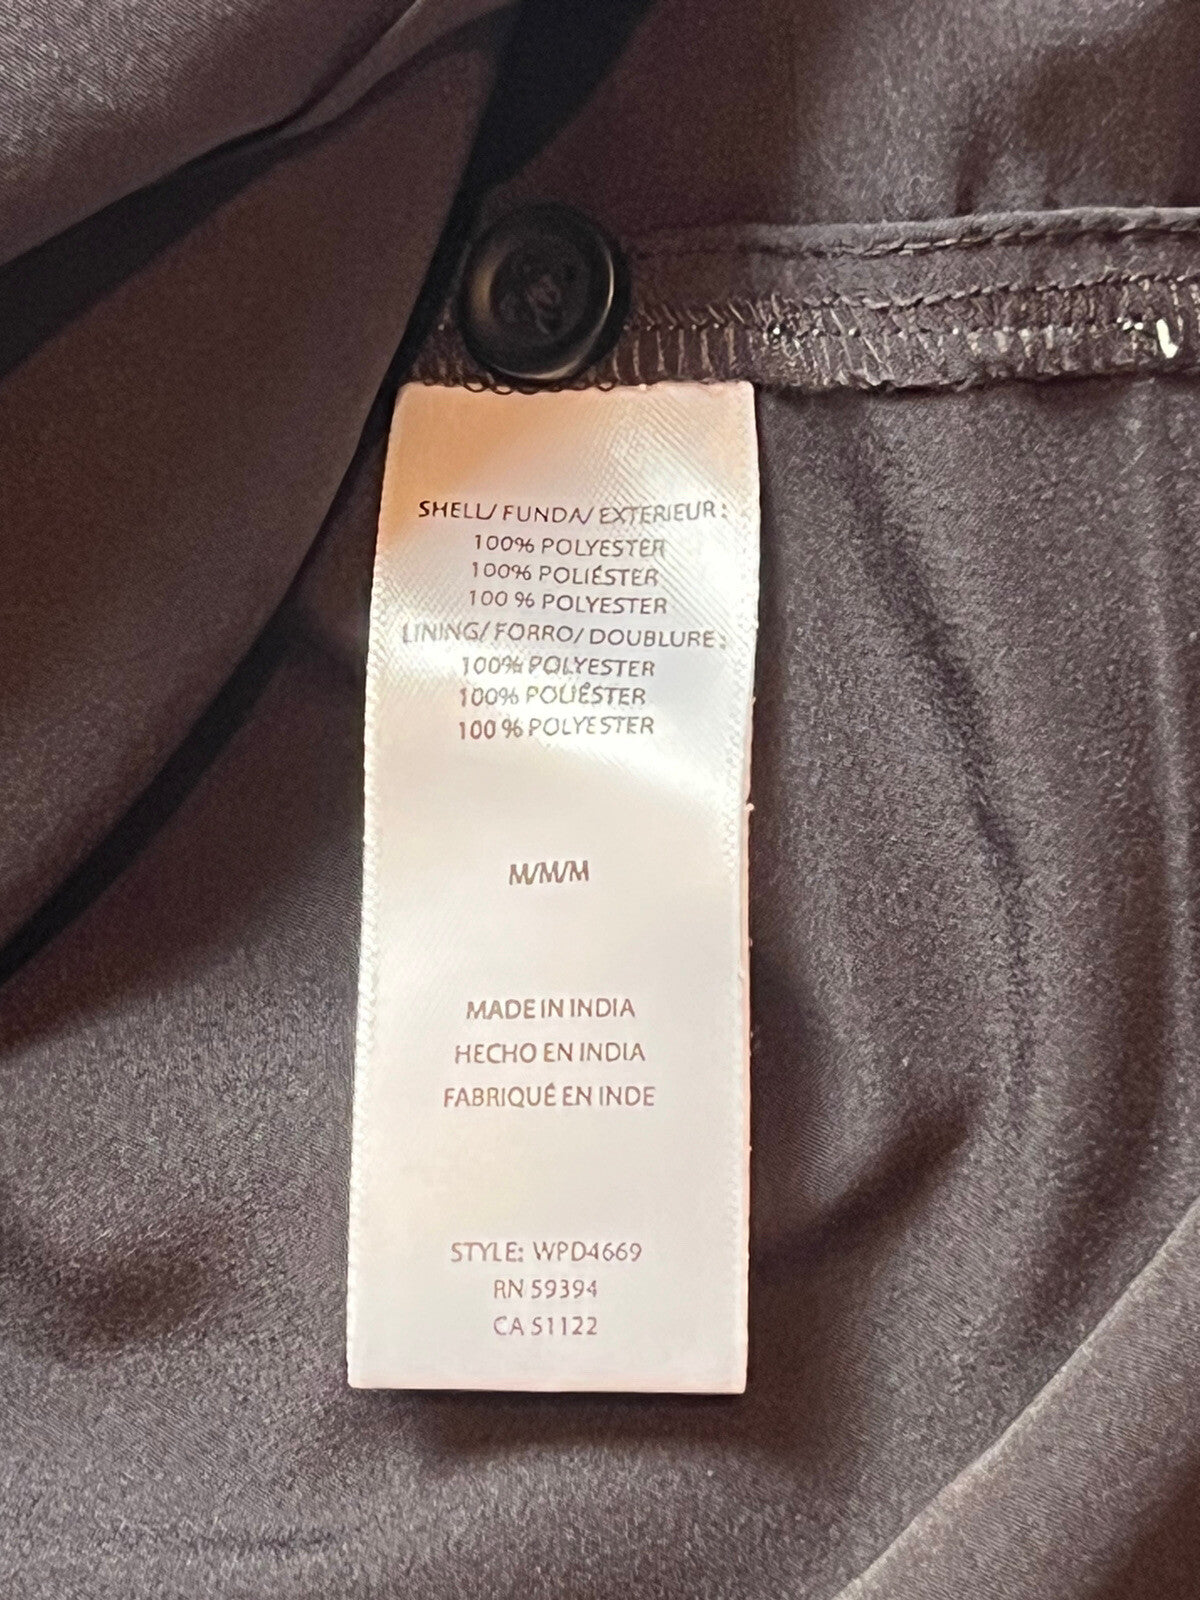 SHELL/ FUNDA/ EXTERIEUR :
100% POLYESTER
100% POLIÉSTER
100 % POLYESTER
LINING/ FORRO/ DOUBLURE :
100% POLYESTER
100% POLIÉSTER
100 % POLYESTER
M/M/M
MADE IN INDIA
HECHO EN INDIA
FABRIQUÉ EN INDE
STYLE: WPD4669
RN 59394
CA 51122